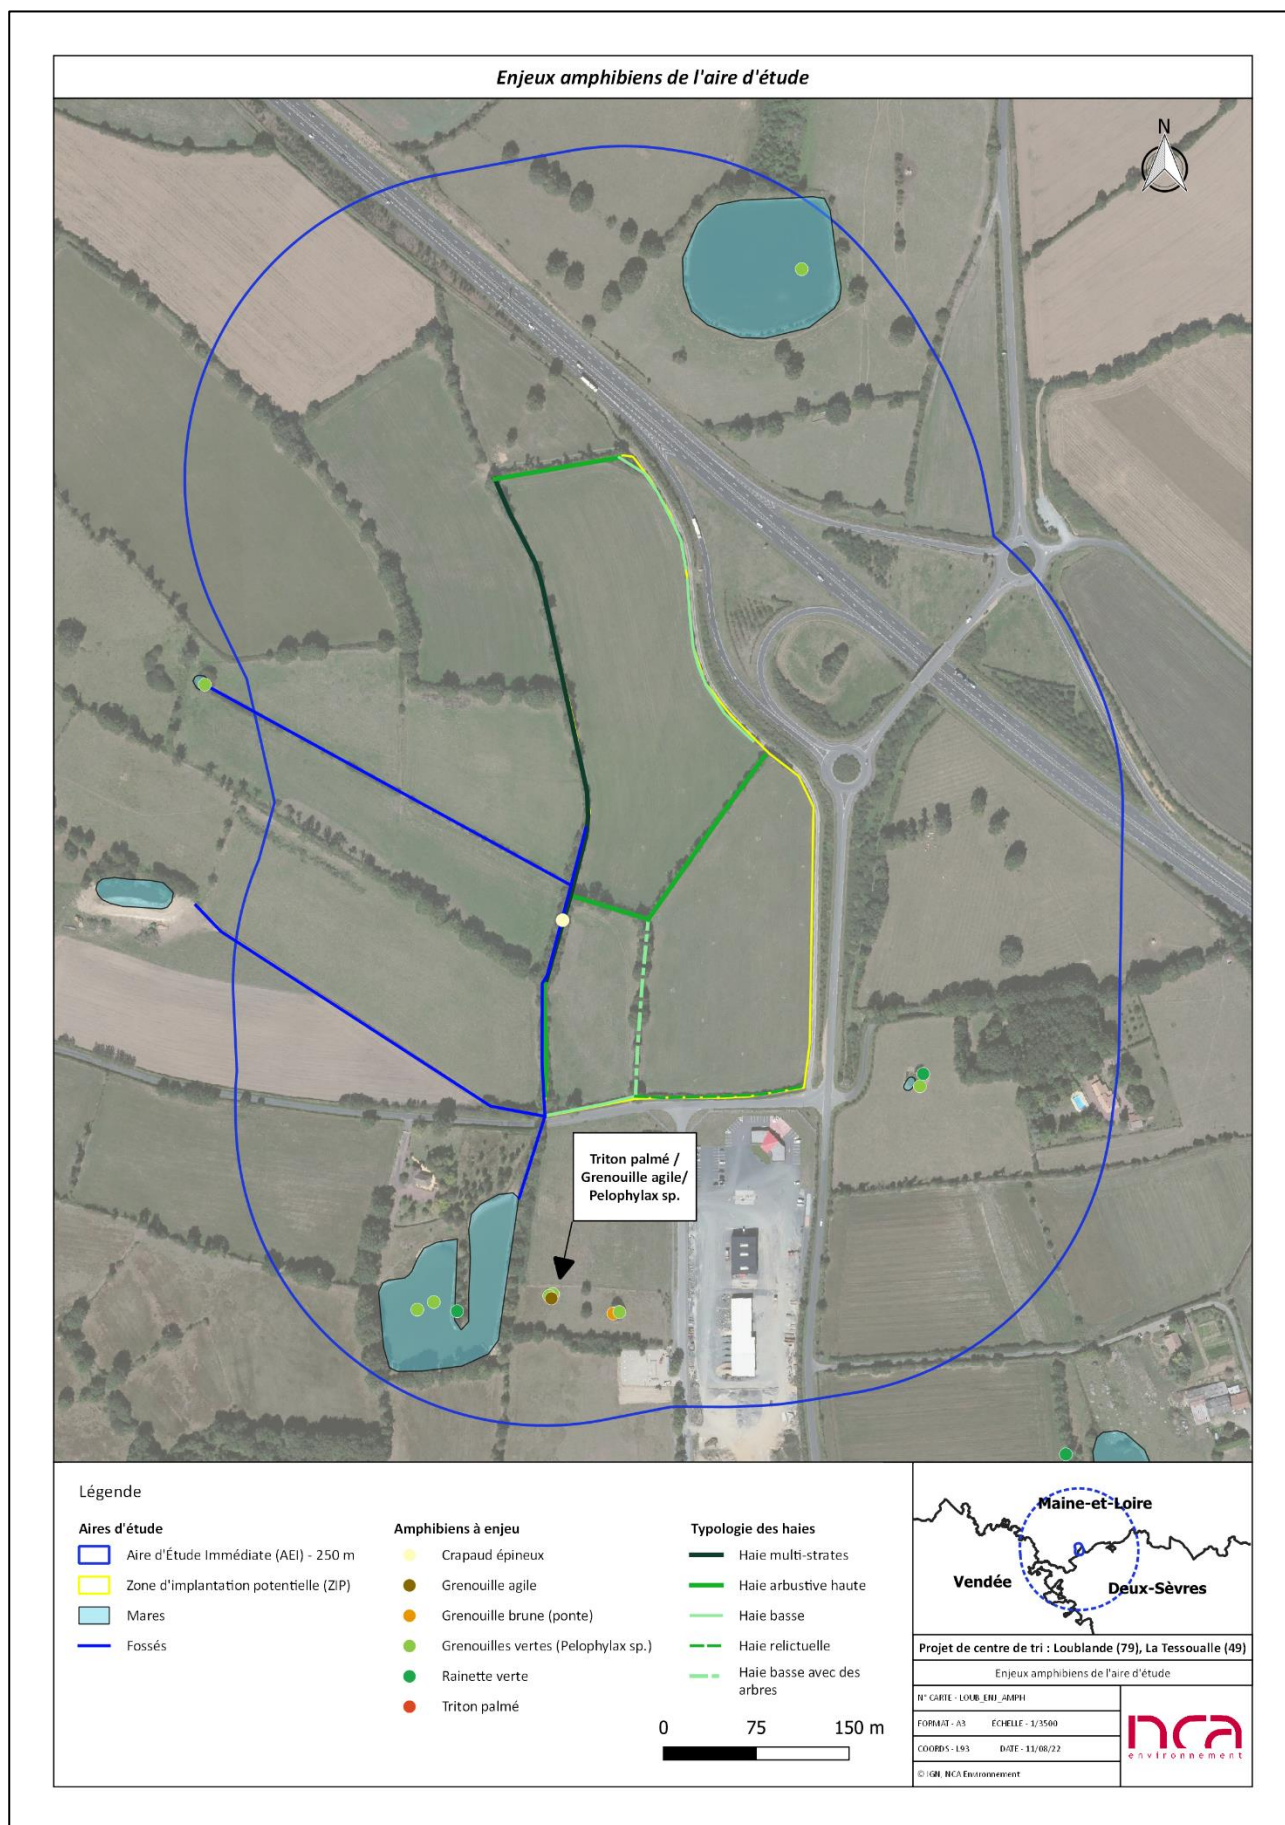 Enjeux amphibiens de l'aire d'étude
N
Triton palmé /
Grenouille agile/
Pelophylax sp.
Légende
Aires d'étude
Aire d'Étude Immédiate (AEI) - 250 m
Zone d'implantation potentielle (ZIP)
Mares
Fossés
Amphibiens à enjeu
Crapaud épineux
Grenouille agile
Grenouille brune (ponte)
Grenouilles vertes (Pelophylax sp.)
Rainette verte
Triton palmé
Typologie des haies
Haie multi-strates
Haie arbustive haute
Haie basse
Haie relictuelle
Haie basse avec des
arbres
0 75 150 m
Maine-et-Loire
Vendée
Deux-Sèvres
Projet de centre de tri : Loublande (79), La Tessoualle (49)
Enjeux amphibiens de l'aire d'étude
N° CARTE - LOUB_ENJ_AMPH
FORMAT - A3 ÉCHELLE - 1/3500
COORDS - L93 DATE - 11/08/22
© IGN, NCA Environnement
nca
environnement